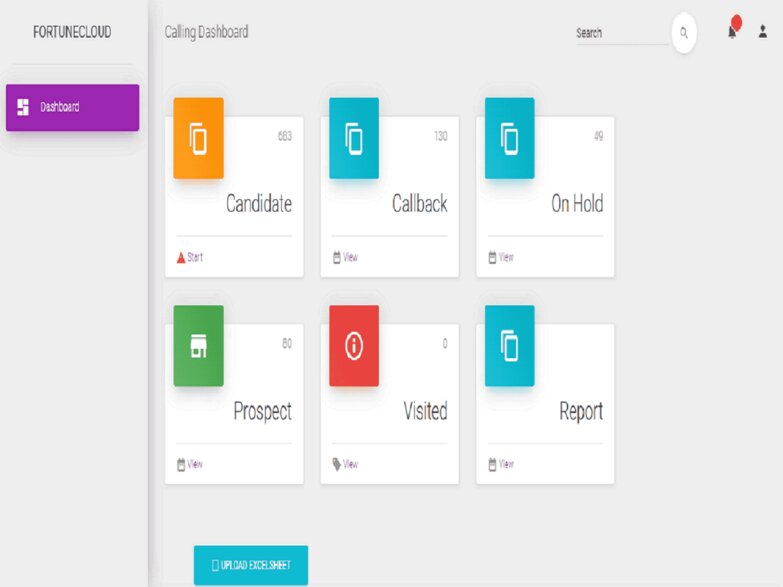 FORTUNECLOUD
Calling Dashboard
Search
Dashboard
683
Candidate
Start
130
Callback
View
49
On Hold
View
80
Prospect
View
0
Visited
View
Report
View
UPLOAD EXCELSHEET